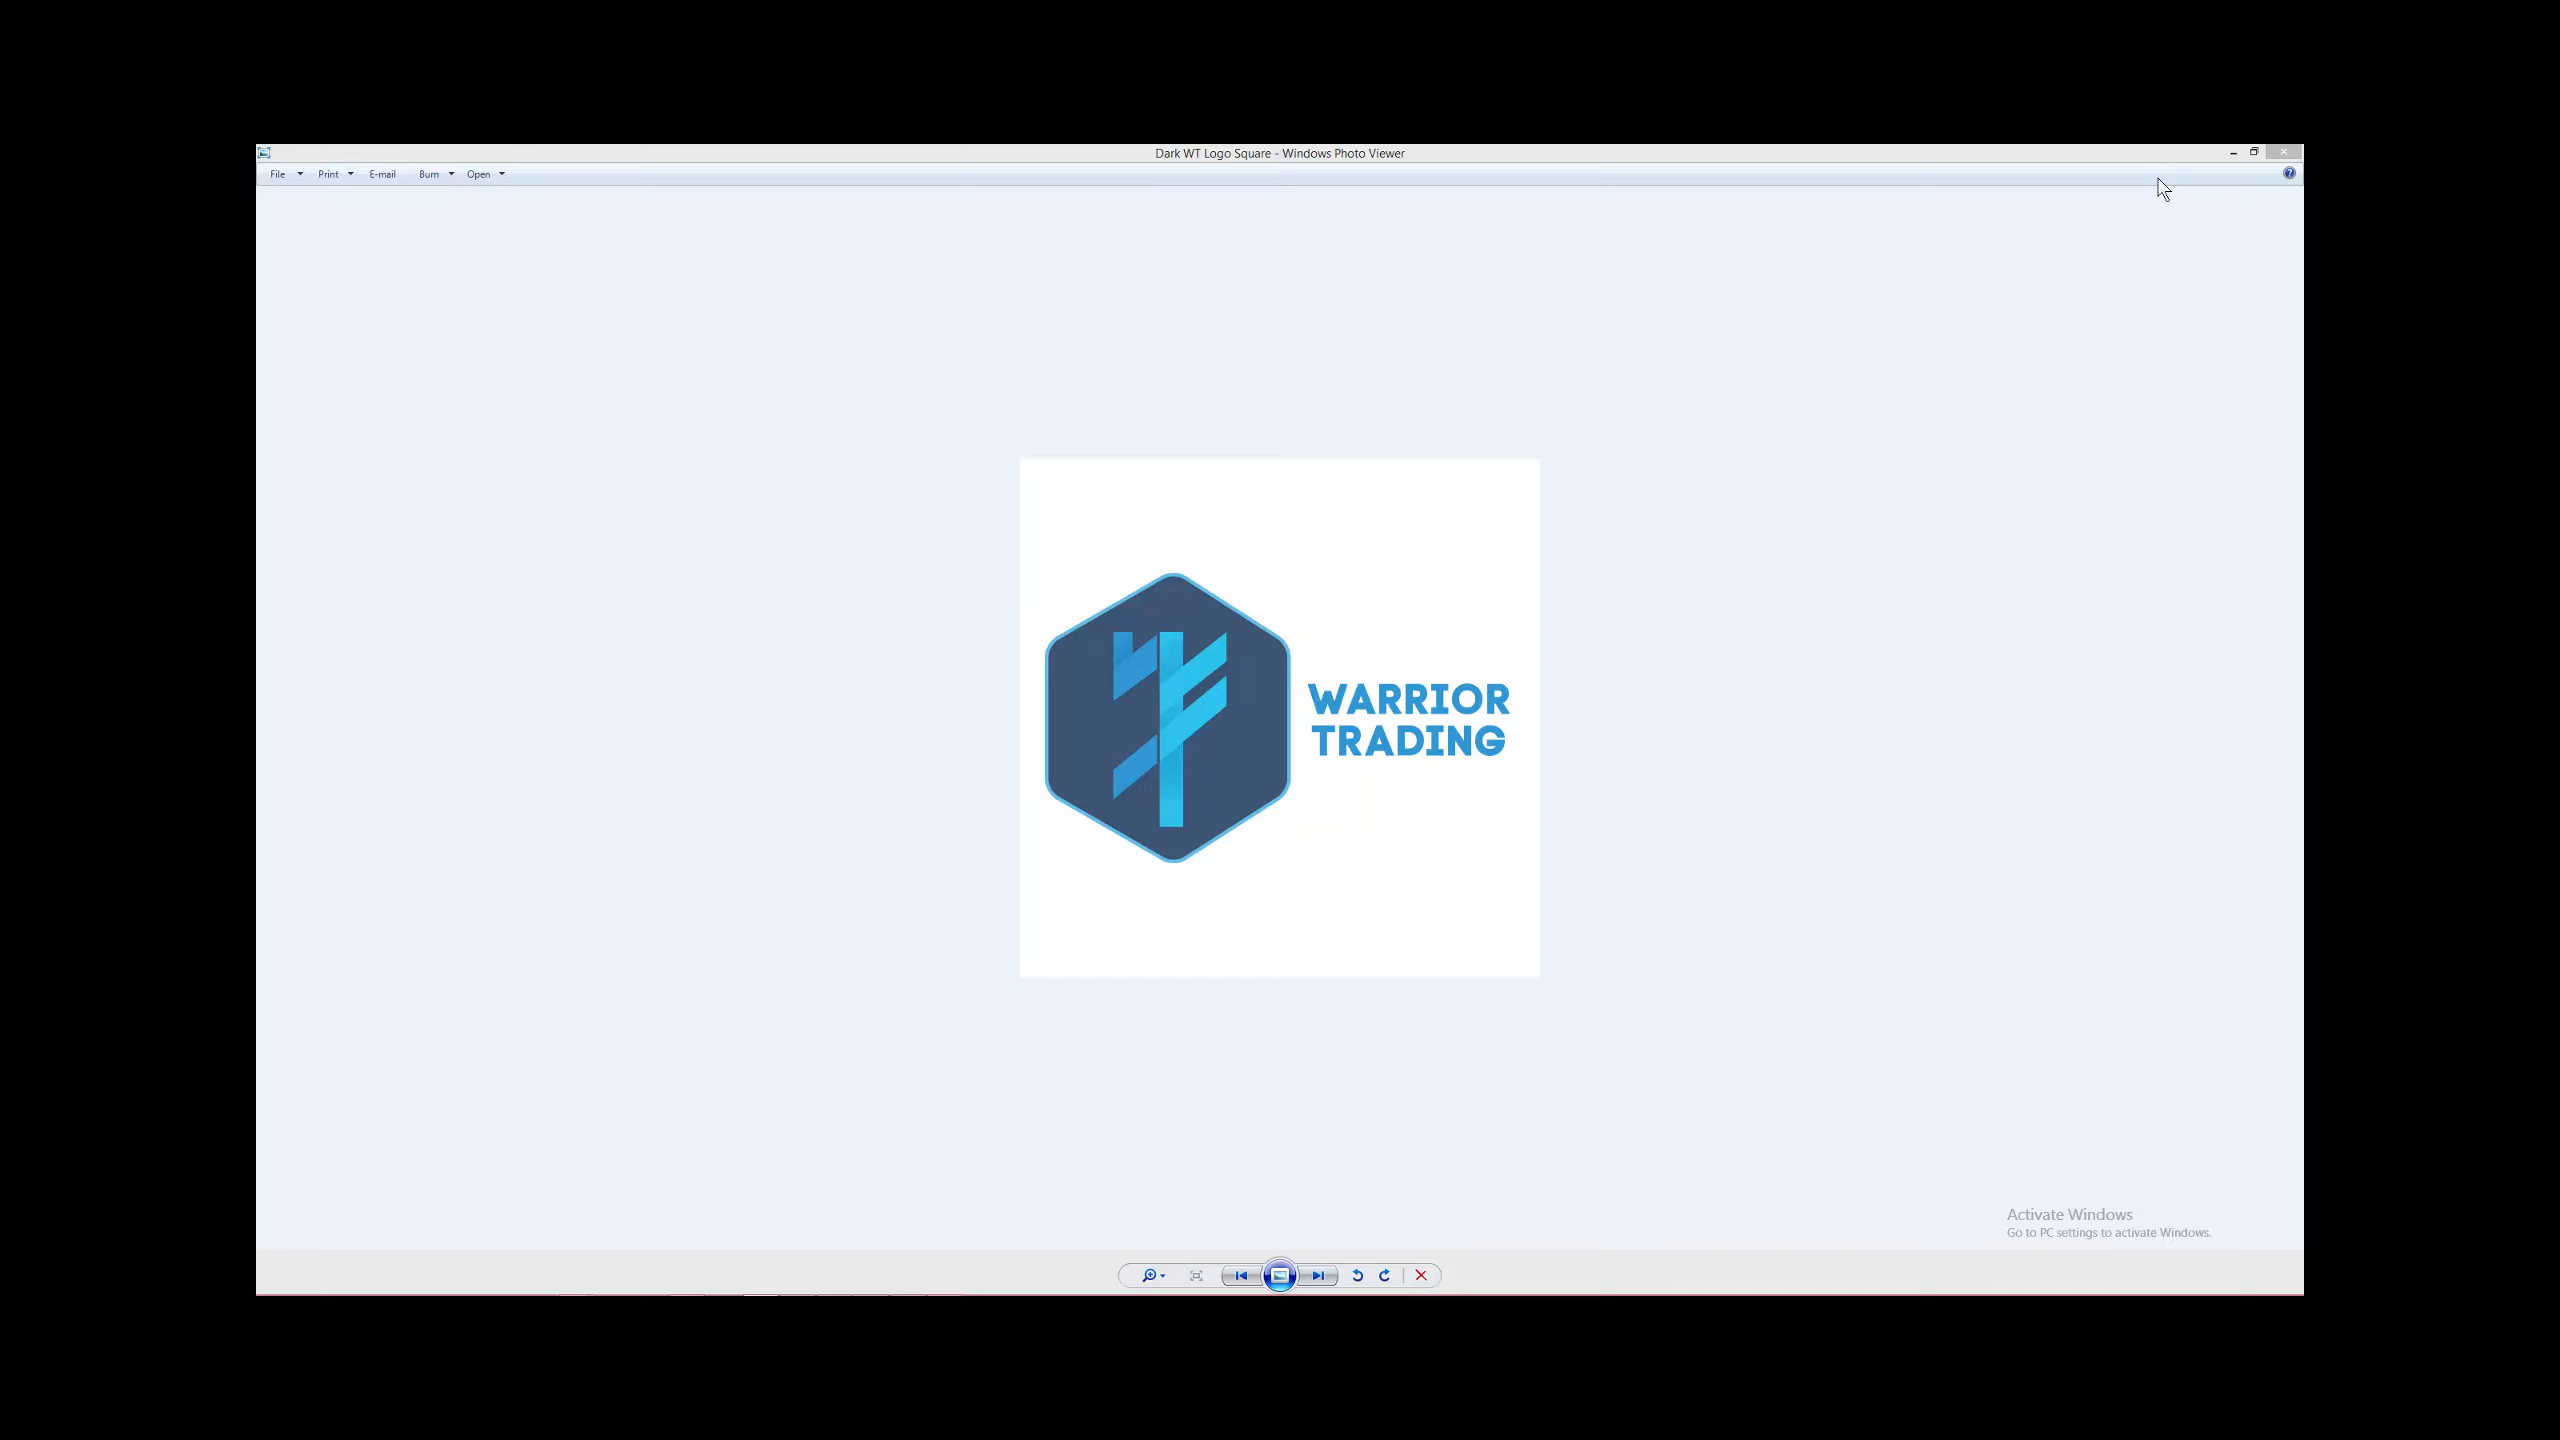 Dark WT Logo Square - Windows Photo Viewer
File Print E-mail Burn Open
WARRIOR
TRADING
Activate Windows
Go to PC settings to activate Windows.